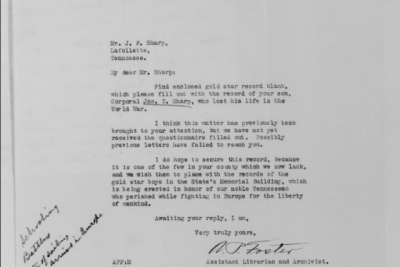 Mr. J. F. Sharp,
Lafollette,
Tennessee.
My dear Mr. Sharp:
Find enclosed gold star record blank,
which please fill out with the record of your son,
Corporal Jno. T. Sharp, who lost his life in the
World War.
I think this matter has previously been
brought to your attention, but we have not yet
received the questionnaire filled out. Possibly
previous letters have failed to reach you.
I do hope to secure this record, because
it is one of the few in your county which we now lack,
and we wish them to place with the records of the
gold star boys in the State's Memorial Building, which
is being erected in honor of our noble Tennesseans
who perished while fighting in Europe for the liberty
of mankind.
Awaiting your reply, I am,
Very truly yours,
Foster
Assistant Librarian and Archivist.
Schooling
Battles